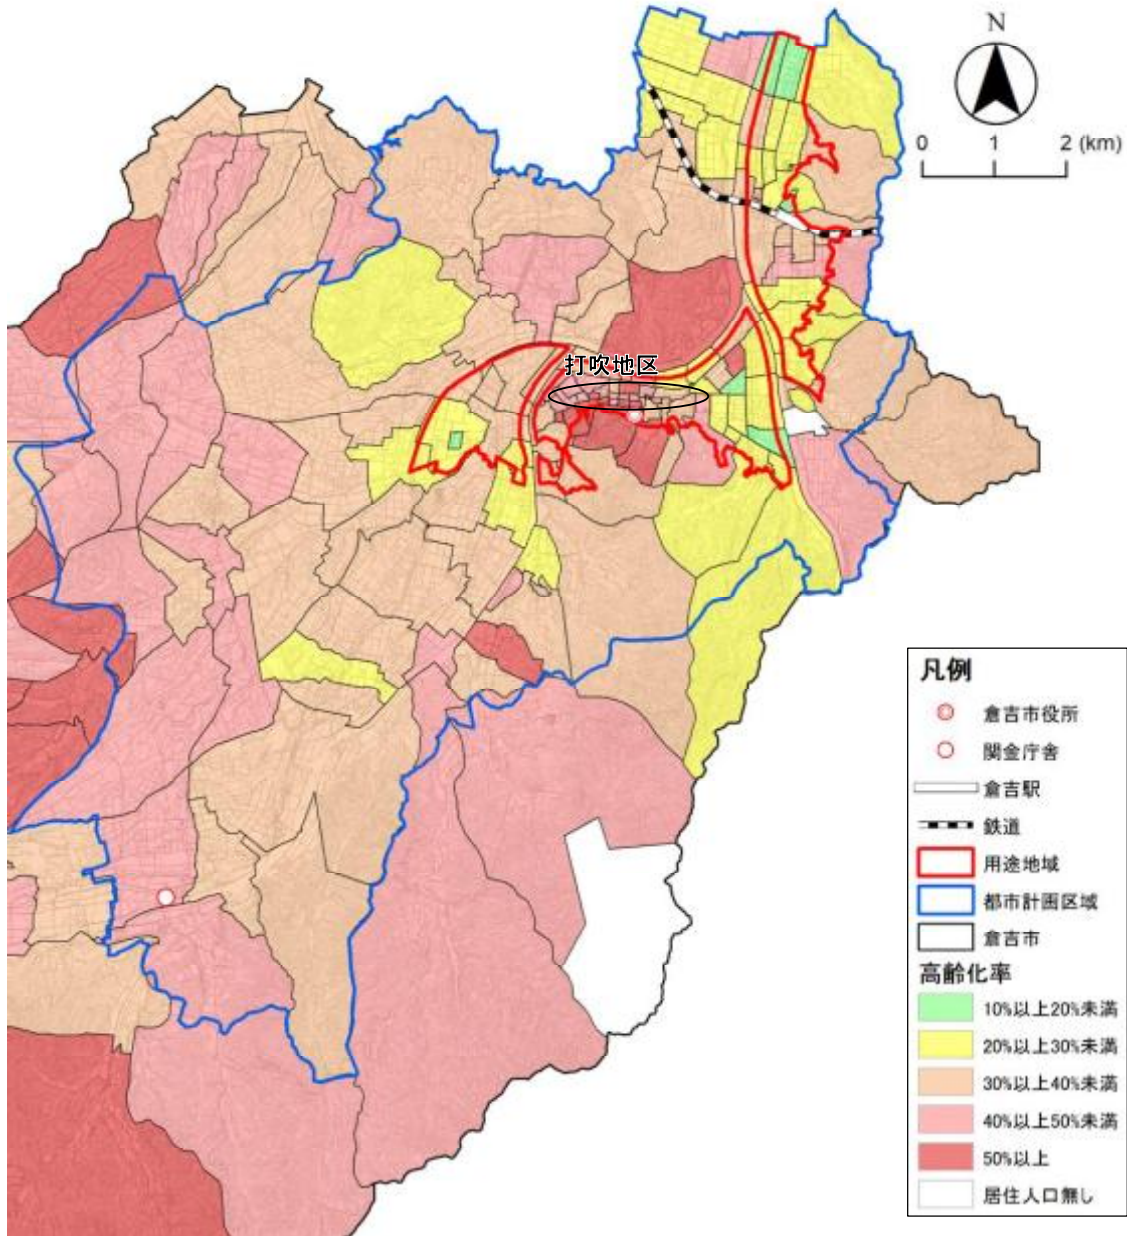 N
0 1 2 (km)
打吹地区
凡例
倉吉市役所
関金庁舎
倉吉駅
鉄道
用途地域
都市計画区域
倉吉市
高齢化率
10%以上20%未満
20%以上30%未満
30%以上40%未満
40%以上50%未満
50%以上
居住人口無し